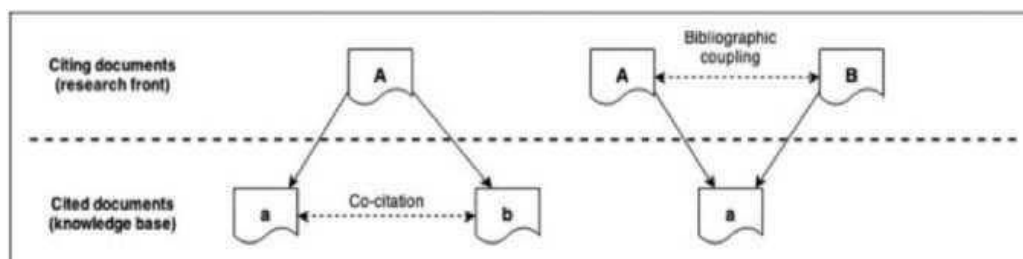 Citing documents
(research front)
A
A
Bibliographic
coupling
B
Cited documents
(knowledge base)
a
Co-citation
b
a